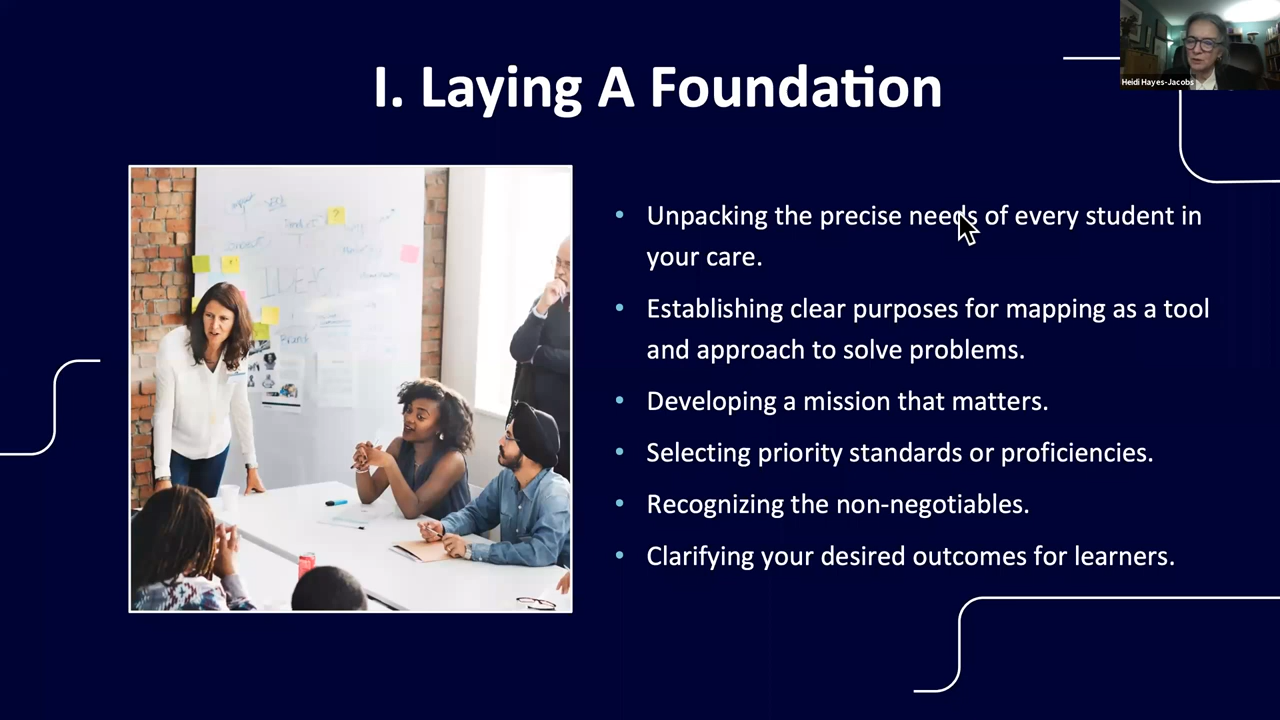 I. Laying A Foundation
Heidi Hayes-Jacobs
Unpacking the precise needs of every student in
your care.
Establishing clear purposes for mapping as a tool
and approach to solve problems.
Developing a mission that matters.
Selecting priority standards or proficiencies.
Recognizing the non-negotiables.
Clarifying your desired outcomes for learners.
IDEAS
?